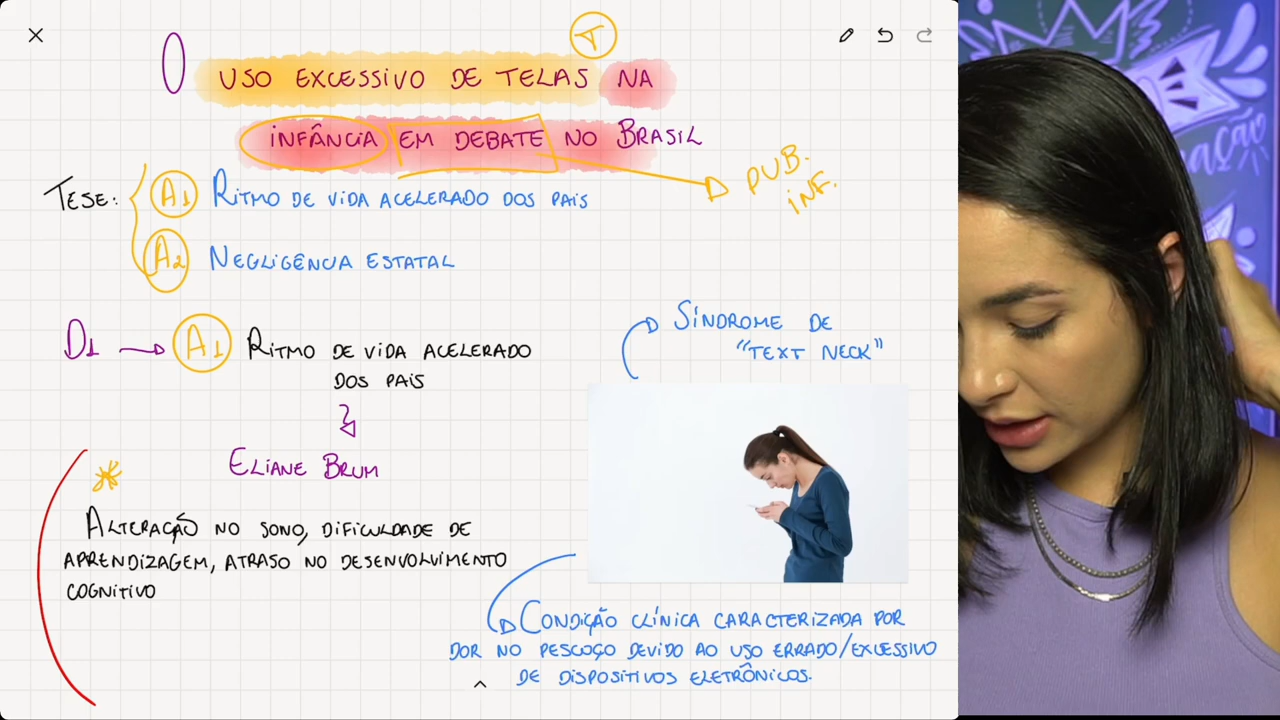 T
USO EXCESSIVO DE TELAS NA
INFÂNCIA EM DEBATE NO BRASIL
PUB.
INF.
TESE:
A1 RITMO DE VIDA ACELERADO DOS PAIS
A2 NEGLIGÊNCIA ESTATAL
D1 → A1 RITMO DE VIDA ACELERADO
DOS PAIS
ELIANE BRUM
ALTERAÇÃO NO SONO, DIFICULDADE DE
APRENDIZAGEM, ATRASO NO DESENVOLVIMENTO
COGNITIVO
SÍNDROME DE
"TEXT NECK"
CONDIÇÃO CLÍNICA CARACTERIZADA POR
DOR NO PESCOÇO DEVIDO AO USO ERRADO/EXCESSIVO
DE DISPOSITIVOS ELETRÔNICOS.